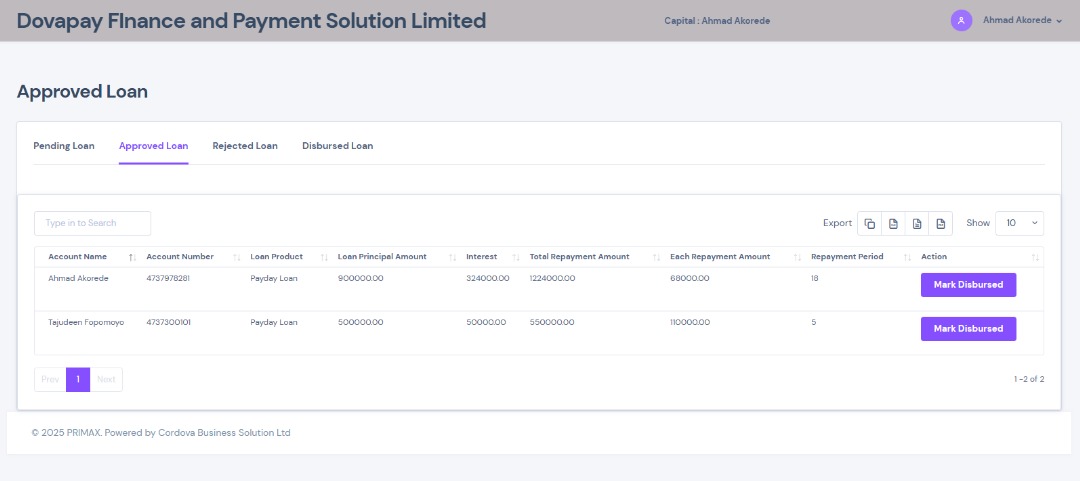 Dovapay FInance and Payment Solution Limited
Capital : Ahmad Akorede
Ahmad Akorede
Approved Loan
Pending Loan Approved Loan Rejected Loan Disbursed Loan
Type in to Search
Export
Show 10
Account Name Account Number Loan Product Loan Principal Amount Interest Total Repayment Amount Each Repayment Amount Repayment Period Action
Ahmad Akorede 4737978281 Payday Loan 900000.00 324000.00 1224000.00 68000.00 18 Mark Disbursed
Tajudeen Fopomoyo 4737300101 Payday Loan 500000.00 50000.00 550000.00 110000.00 5 Mark Disbursed
Prev 1 Next
1 -2 of 2
© 2025 PRIMAX. Powered by Cordova Business Solution Ltd